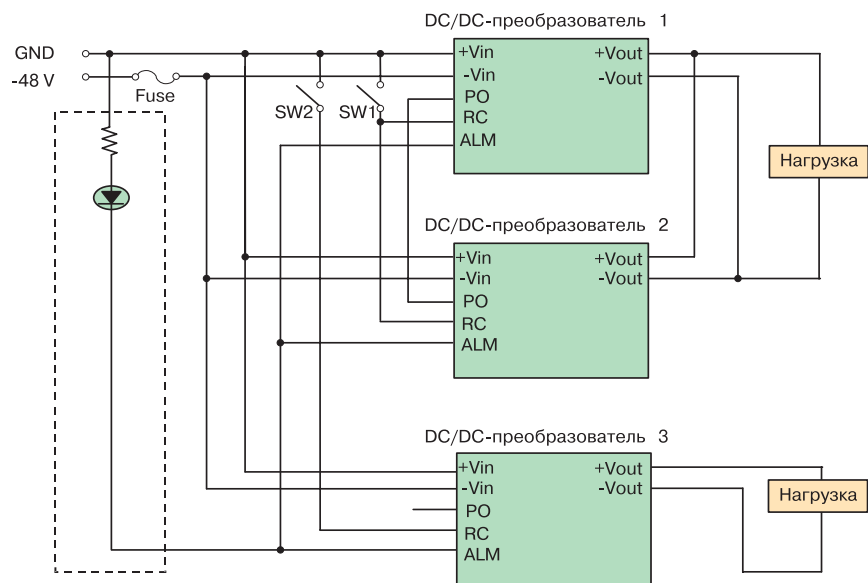 DC/DC-преобразователь 1
GND
-48 V
Fuse
SW2
SW1
+Vin
-Vin
PO
RC
ALM
+Vout
-Vout
Нагрузка
DC/DC-преобразователь 2
+Vin
-Vin
PO
RC
ALM
+Vout
-Vout
DC/DC-преобразователь 3
+Vin
-Vin
PO
RC
ALM
+Vout
-Vout
Нагрузка